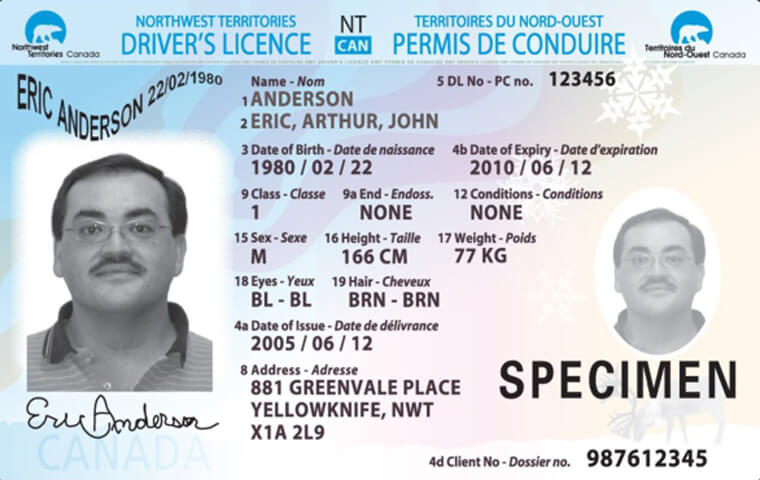 NORTHWEST TERRITORIES NT TERRITOIRES DU NORD-OUEST
DRIVER'S LICENCE CAN PERMIS DE CONDUIRE
Northwest
Territories Canada
Territoires du
Nord-Ouest Canada
ERIC ANDERSON 22/02/1980
Name - Nom 5 DL No - PC no. 123456
1 ANDERSON
2 ERIC, ARTHUR, JOHN
3 Date of Birth - Date de naissance 4b Date of Expiry - Date d'expiration
1980 / 02 / 22 2010 / 06 / 12
9 Class - Classe 9a End - Endoss. 12 Conditions - Conditions
1 NONE NONE
15 Sex - Sexe 16 Height - Taille 17 Weight - Poids
M 166 CM 77 KG
18 Eyes - Yeux 19 Hair - Cheveux
BL - BL BRN - BRN
4a Date of Issue - Date de délivrance
2005 / 06 / 12
8 Address - Adresse
881 GREENVALE PLACE
YELLOWKNIFE, NWT
X1A 2L9
SPECIMEN
Eric Anderson
CANADA
4d Client No - Dossier no. 987612345